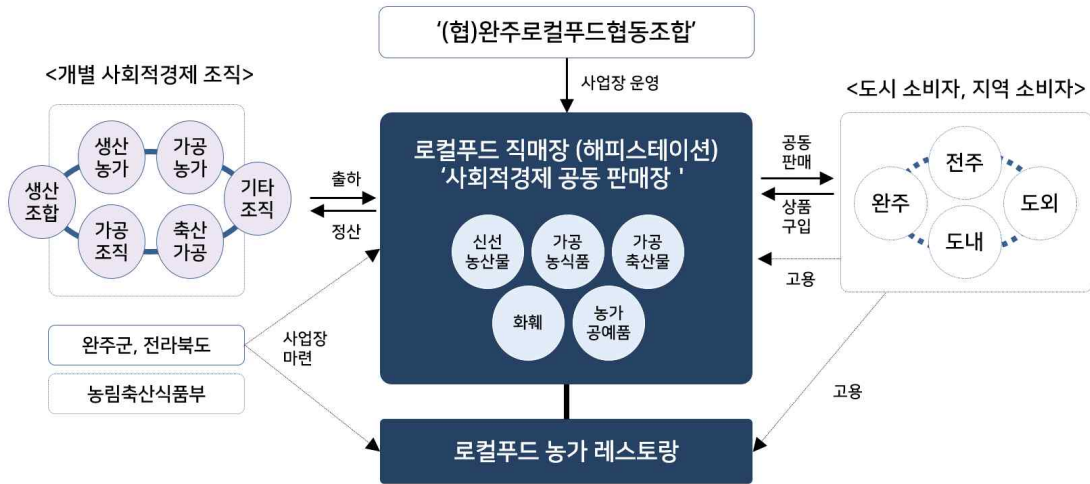 ‘(협)완주로컬푸드협동조합’
사업장 운영
<개별 사회적경제 조직>
생산
농가
가공
농가
생산
조합
기타
조직
가공
조직
축산
가공
출하
정산
로컬푸드 직매장 (해피스테이션)
‘사회적경제 공동 판매장 '
신선
농산물
가공
농식품
가공
축산물
화훼
농가
공예품
공동
판매
상품
구입
고용
<도시 소비자, 지역 소비자>
전주
완주
도외
도내
완주군, 전라북도
농림축산식품부
사업장
마련
고용
로컬푸드 농가 레스토랑